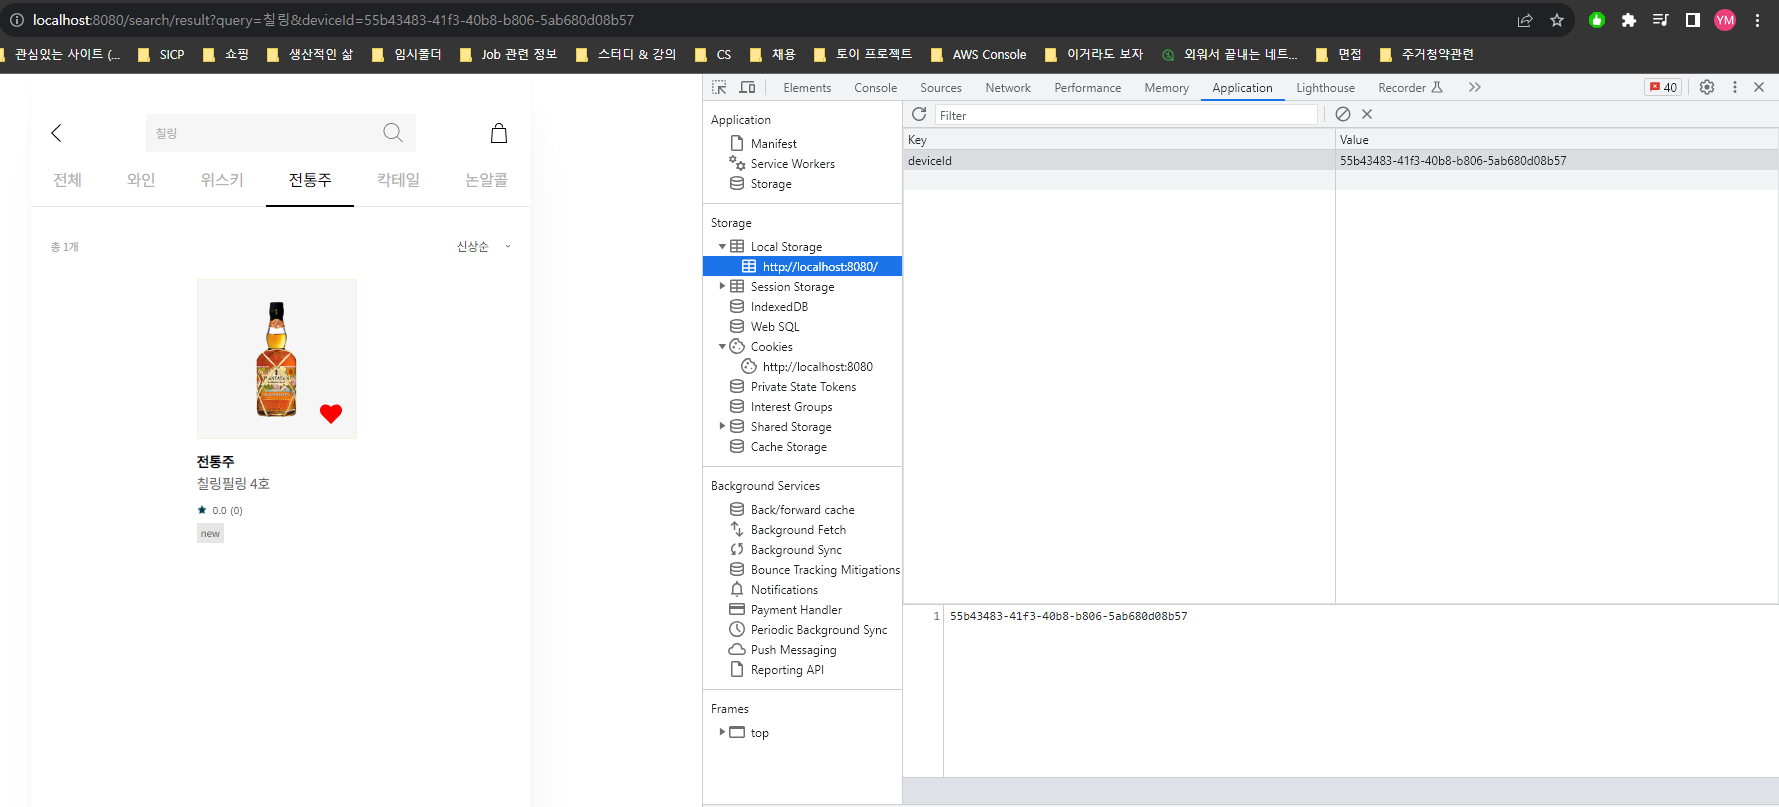 localhost:8080/search/result?query=칠링&deviceId=55b43483-41f3-40b8-b806-5ab680d08b57
YM
관심있는 사이트 (... SICP 쇼핑 생산적인 삶 임시폴더 Job 관련 정보 스터디 & 강의 CS 채용 토이 프로젝트 AWS Console 이거라도 보자 외워서 끝내는 네트... 면접 주거청약관련
칠링
전체 와인 위스키 전통주 칵테일 논알콜
총 1개 신상순
전통주
칠링필링 4호
0.0 (0)
new
Elements Console Sources Network Performance Memory Application Lighthouse Recorder 40
Application
Manifest
Service Workers
Storage
Storage
Local Storage
http://localhost:8080/
Session Storage
IndexedDB
Web SQL
Cookies
http://localhost:8080
Private State Tokens
Interest Groups
Shared Storage
Cache Storage
Background Services
Back/forward cache
Background Fetch
Background Sync
Bounce Tracking Mitigations
Notifications
Payment Handler
Periodic Background Sync
Push Messaging
Reporting API
Frames
top
Filter
Key Value
deviceId 55b43483-41f3-40b8-b806-5ab680d08b57
1 55b43483-41f3-40b8-b806-5ab680d08b57